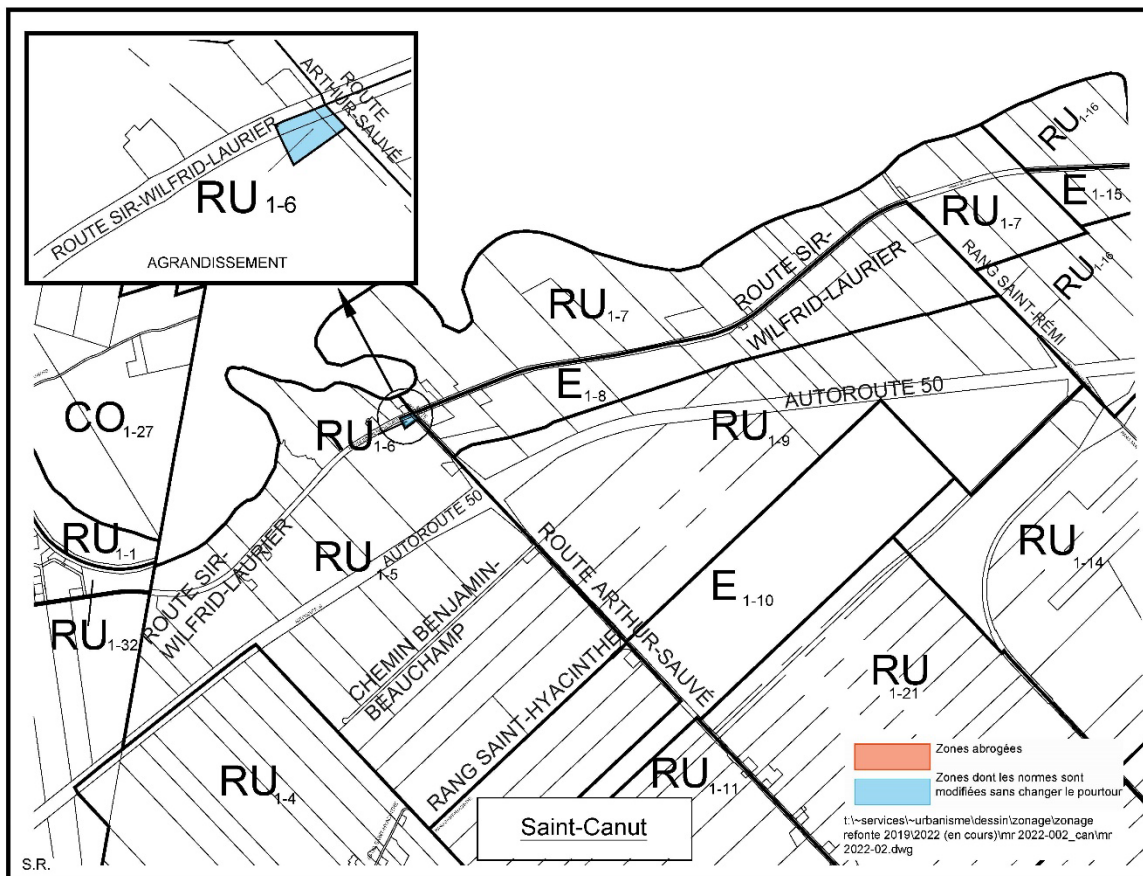 ROUTE
ARTHUR-SAUVÉ
ROUTE SIR-WILFRID-LAURIER
RU 1-6
AGRANDISSEMENT
RU 1-16
E 1-15
RU 1-7
RU 1-16
RANG SAINT-RÉMI
ROUTE SIR-
WILFRID-LAURIER
RU 1-7
E 1-8
AUTOROUTE 50
RU 1-9
CO 1-27
RU 1-6
RU 1-1
RU 1-32
ROUTE SIR-
WILFRID-LAURIER
RU 1-5
AUTOROUTE 50
CHEMIN BENJAMIN-
BEAUCHAMP
ROUTE ARTHUR-SAUVÉ
RANG SAINT-HYACINTHE
E 1-10
RU 1-14
RU 1-21
RU 1-4
RU 1-11
Saint-Canut
Zones abrogées
Zones dont les normes sont
modifiées sans changer le pourtour
t:\~services\~urbanisme\dessin\zonage\zonage
refonte 2019\2022 (en cours)\mr 2022-002_can\mr
2022-02.dwg
S.R.